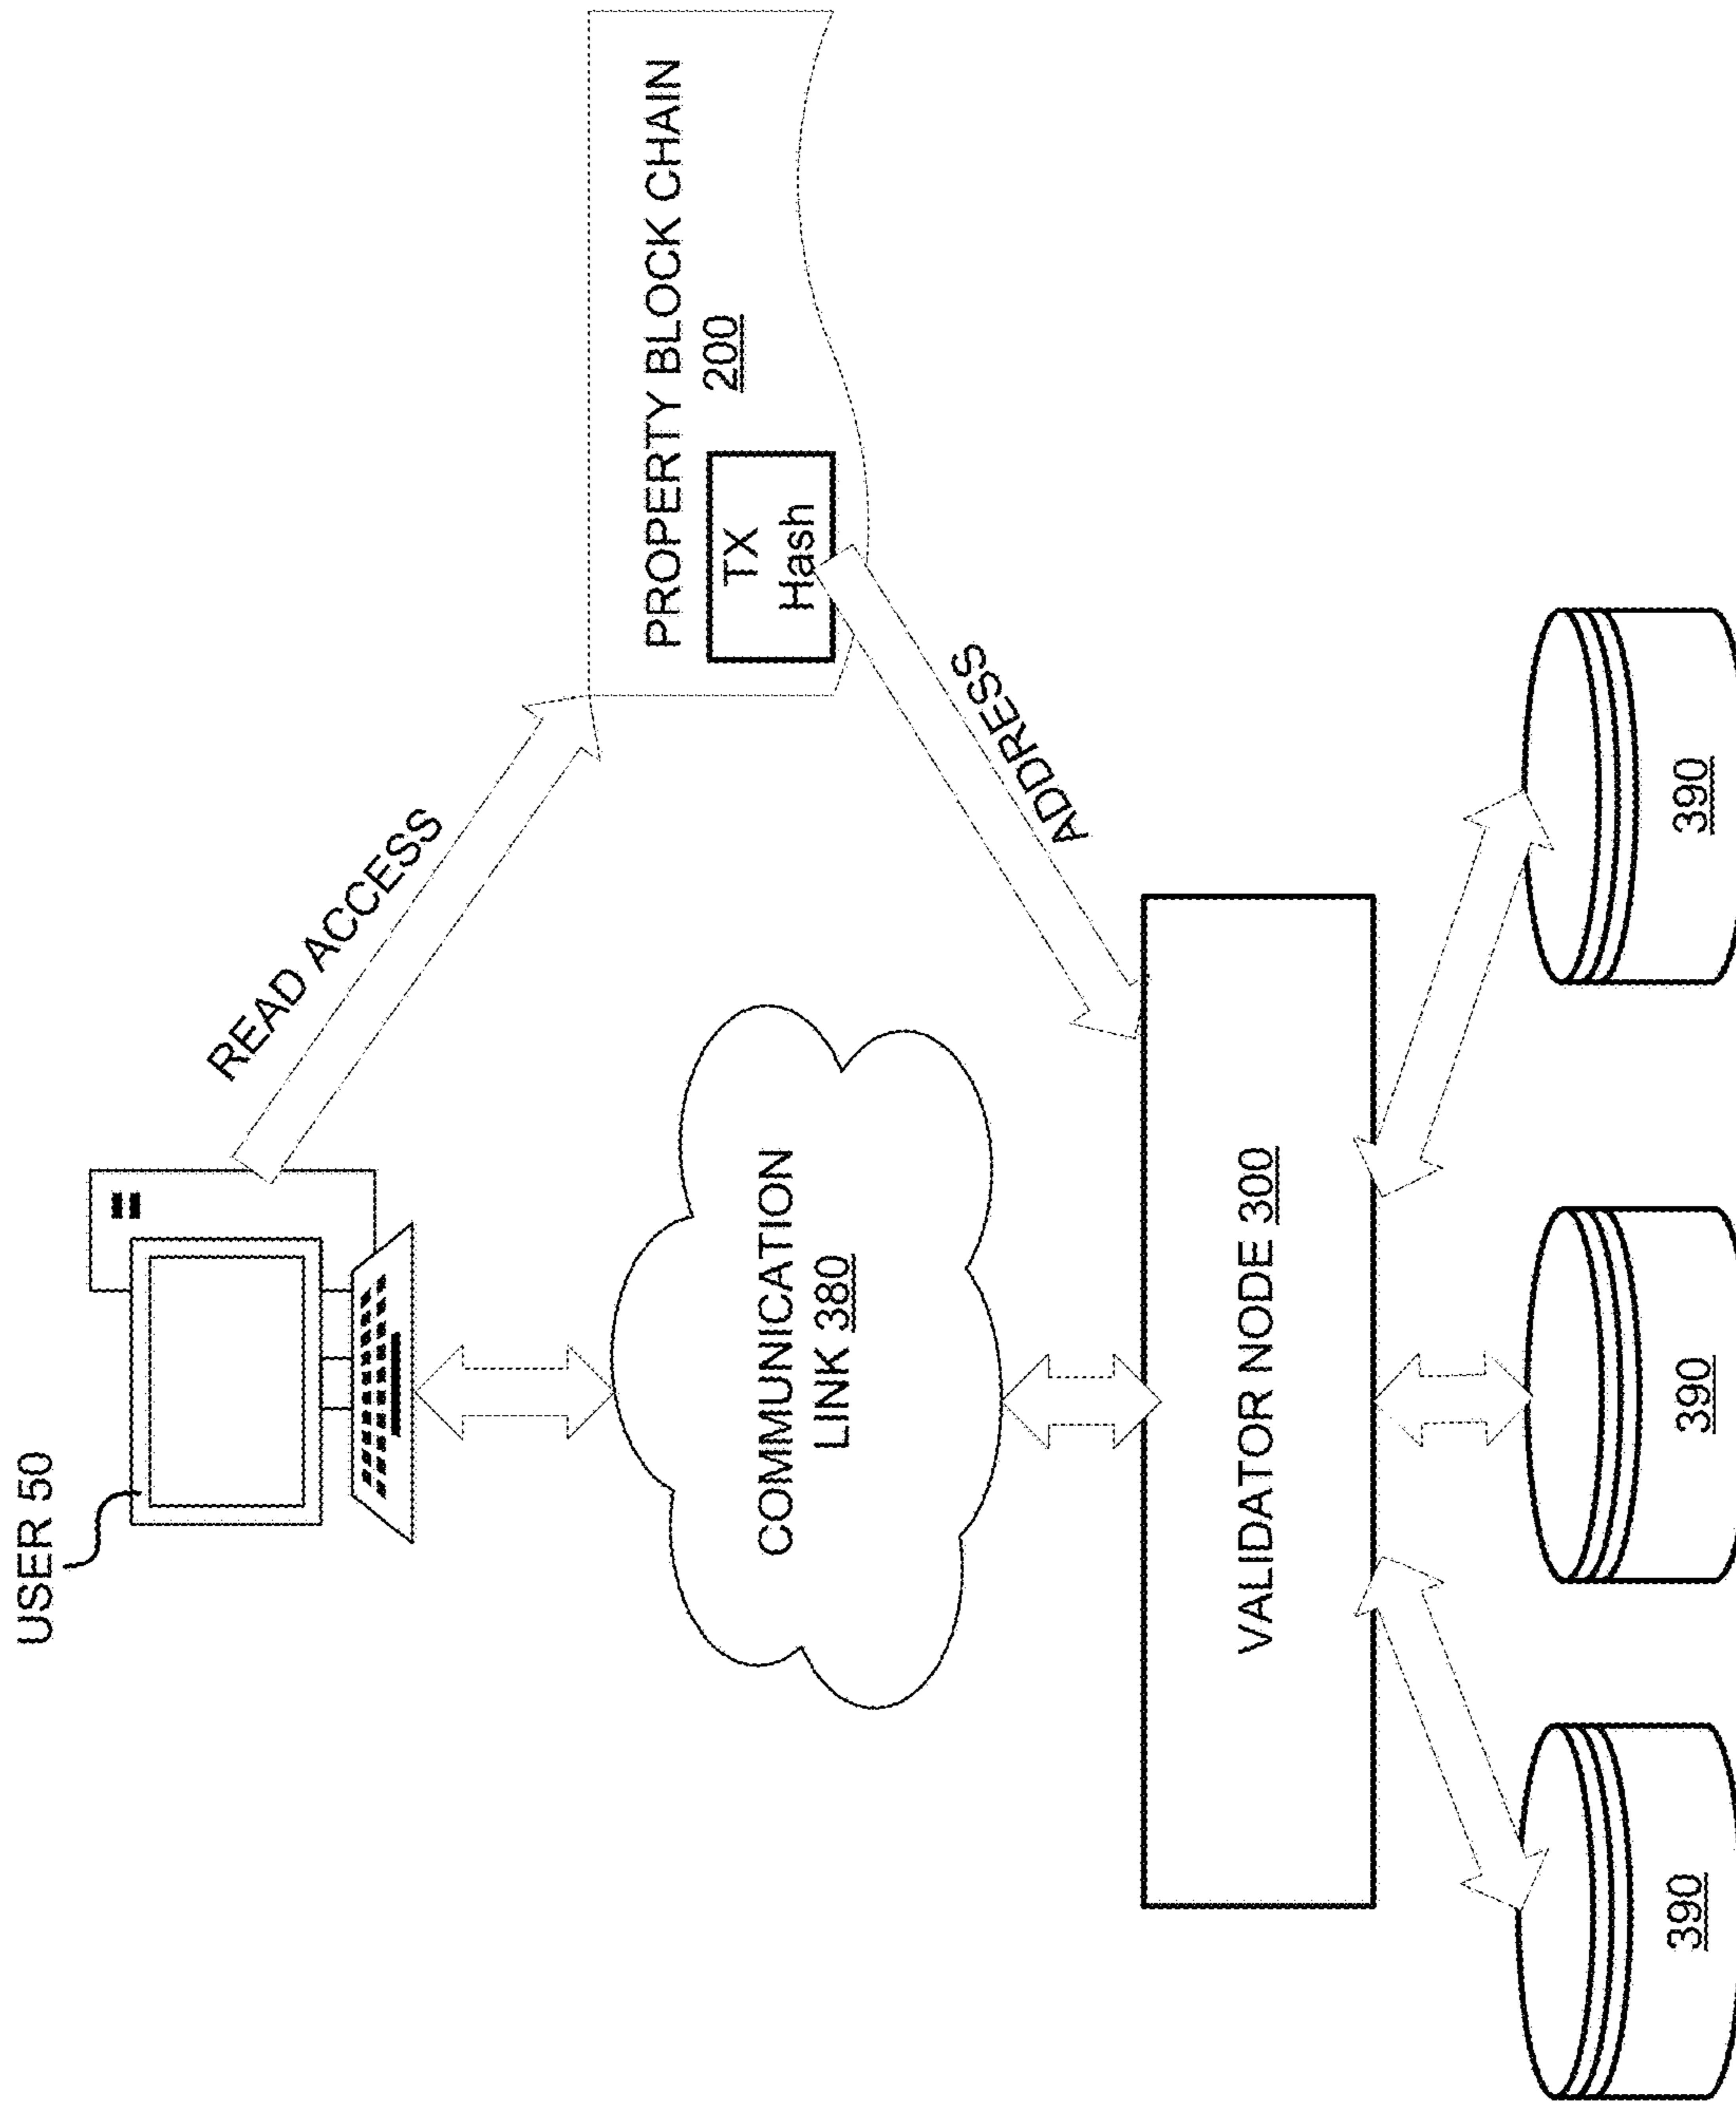 USER 50
READ ACCESS
PROPERTY BLOCK CHAIN
200
TX
Hash
ADDRESS
COMMUNICATION
LINK 380
VALIDATOR NODE 300
390
390
390